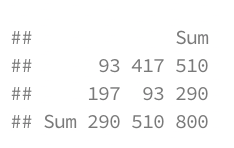 ##              Sum
##      93 417 510
##     197  93 290
## Sum 290 510 800